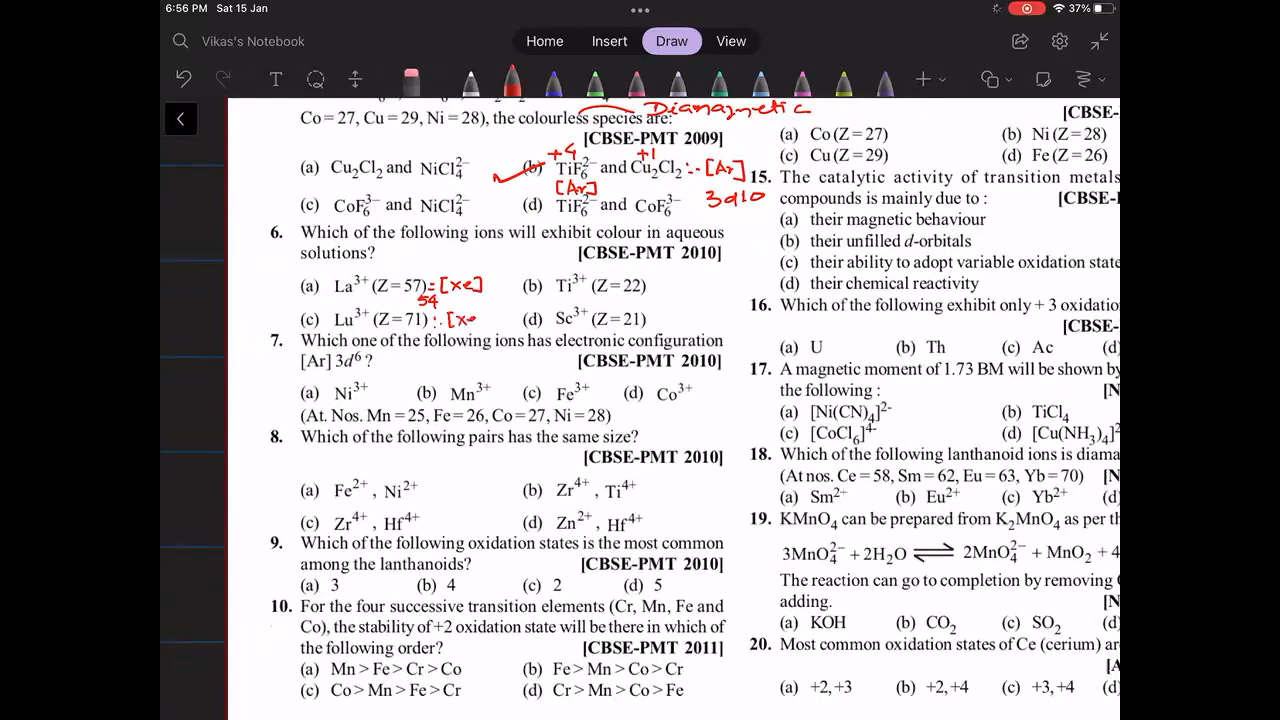 6:56 PM Sat 15 Jan
37%
Vikas's Notebook
Home Insert Draw View
Diamagnetic
Co = 27, Cu = 29, Ni = 28), the colourless species are:
[CBSE-PMT 2009]
+4 +1
(a) Cu₂Cl₂ and NiCl₄²⁻ (b) TiF₆²⁻ and Cu₂Cl₂ :- [Ar]
[Ar] 3d10
(c) CoF₆³⁻ and NiCl₄²⁻ (d) TiF₆²⁻ and CoF₆³⁻
6. Which of the following ions will exhibit colour in aqueous
solutions? [CBSE-PMT 2010]
(a) La³⁺ (Z = 57) = [xe] (b) Ti³⁺ (Z = 22)
54
(c) Lu³⁺ (Z = 71) :. [xe (d) Sc³⁺ (Z = 21)
7. Which one of the following ions has electronic configuration
[Ar] 3d⁶ ? [CBSE-PMT 2010]
(a) Ni³⁺ (b) Mn³⁺ (c) Fe³⁺ (d) Co³⁺
(At. Nos. Mn = 25, Fe = 26, Co = 27, Ni = 28)
8. Which of the following pairs has the same size?
[CBSE-PMT 2010]
(a) Fe²⁺ , Ni²⁺ (b) Zr⁴⁺ , Ti⁴⁺
(c) Zr⁴⁺ , Hf⁴⁺ (d) Zn²⁺ , Hf⁴⁺
9. Which of the following oxidation states is the most common
among the lanthanoids? [CBSE-PMT 2010]
(a) 3 (b) 4 (c) 2 (d) 5
10. For the four successive transition elements (Cr, Mn, Fe and
Co), the stability of +2 oxidation state will be there in which of
the following order? [CBSE-PMT 2011]
(a) Mn > Fe > Cr > Co (b) Fe > Mn > Co > Cr
(c) Co > Mn > Fe > Cr (d) Cr > Mn > Co > Fe
[CBSE-
(a) Co (Z = 27) (b) Ni (Z = 28)
(c) Cu (Z = 29) (d) Fe (Z = 26)
15. The catalytic activity of transition metals
compounds is mainly due to : [CBSE-
(a) their magnetic behaviour
(b) their unfilled d-orbitals
(c) their ability to adopt variable oxidation state
(d) their chemical reactivity
16. Which of the following exhibit only + 3 oxidatio
[CBSE-
(a) U (b) Th (c) Ac (d)
17. A magnetic moment of 1.73 BM will be shown by
the following : [N
(a) [Ni(CN)₄]²⁻ (b) TiCl₄
(c) [CoCl₆]⁴⁻ (d) [Cu(NH₃)₄]²
18. Which of the following lanthanoid ions is diama
(At nos. Ce = 58, Sm = 62, Eu = 63, Yb = 70) [N
(a) Sm²⁺ (b) Eu²⁺ (c) Yb²⁺ (d)
19. KMnO₄ can be prepared from K₂MnO₄ as per th
3MnO₄²⁻ + 2H₂O ⇌ 2MnO₄²⁻ + MnO₂ + 4
The reaction can go to completion by removing
adding. [N
(a) KOH (b) CO₂ (c) SO₂ (d)
20. Most common oxidation states of Ce (cerium) ar
[A
(a) +2, +3 (b) +2, +4 (c) +3, +4 (d)